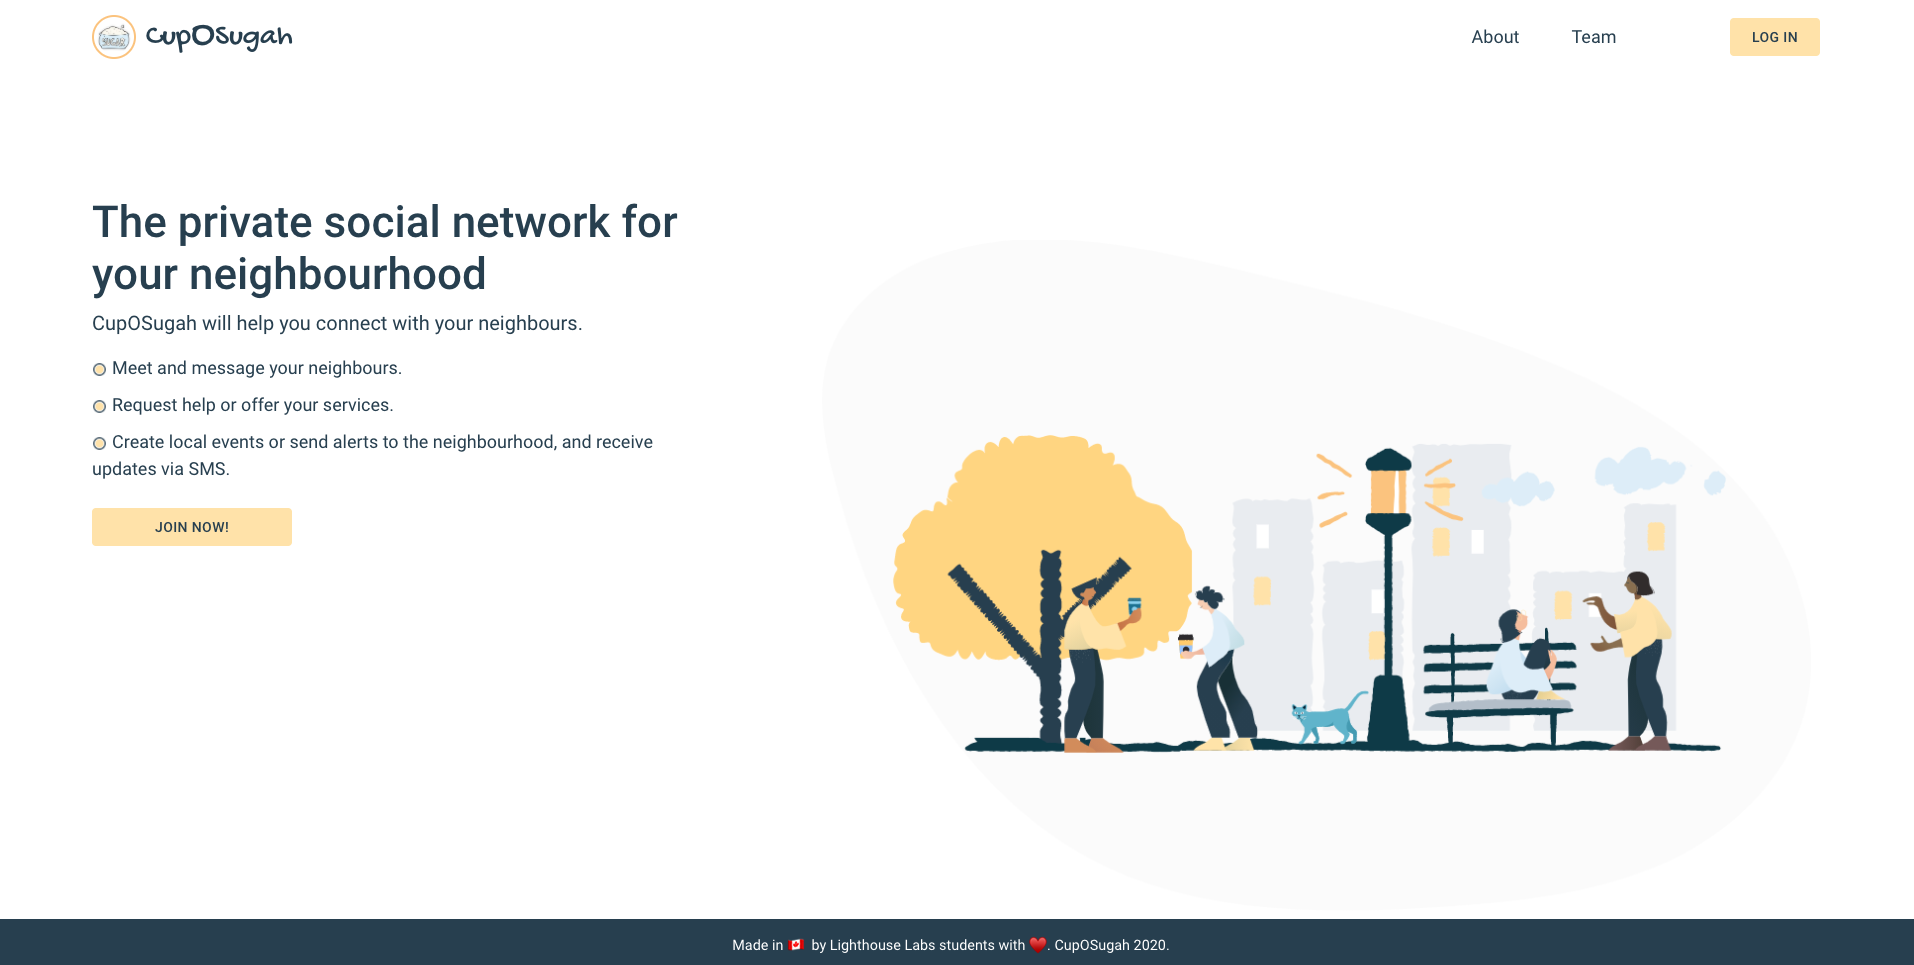 CupOSugah
About
Team
LOG IN
The private social network for
your neighbourhood
CupOSugah will help you connect with your neighbours.
Meet and message your neighbours.
Request help or offer your services.
Create local events or send alerts to the neighbourhood, and receive
updates via SMS.
JOIN NOW!
Made in 🇨🇦 by Lighthouse Labs students with ❤️. CupOSugah 2020.